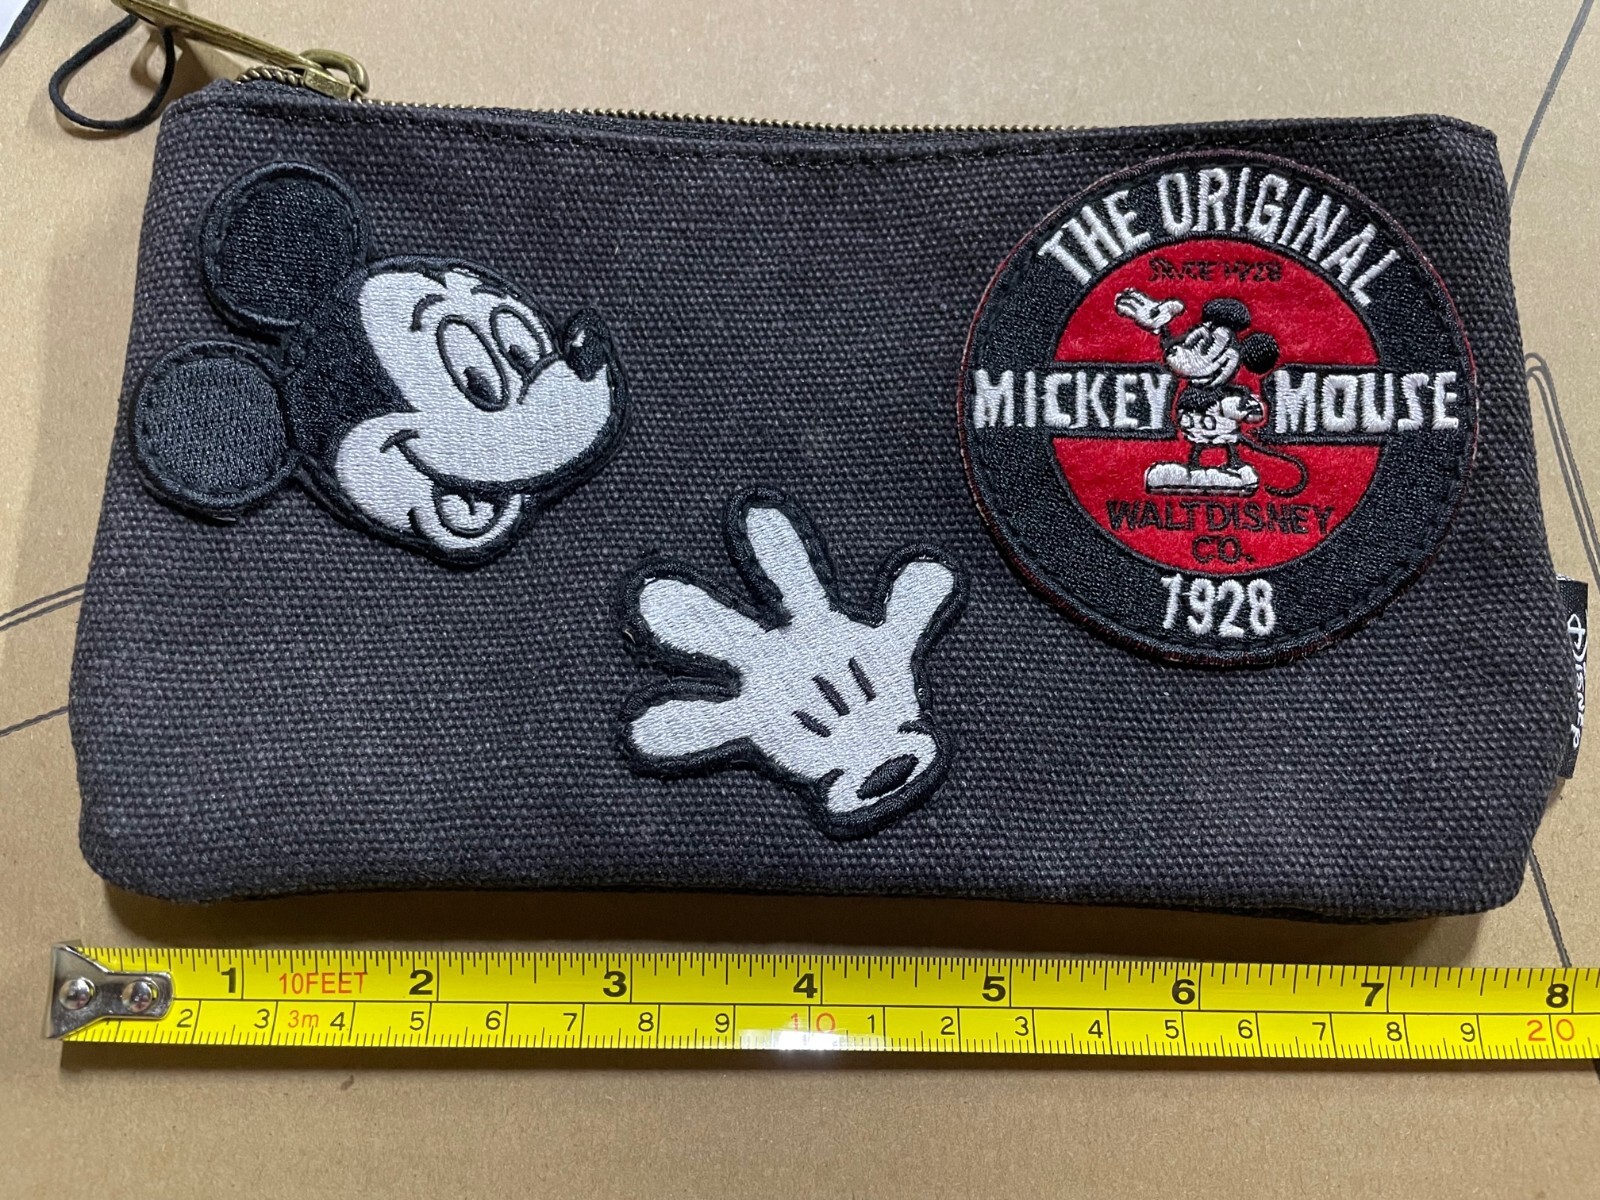 THE ORIGINAL
SINCE 1928
MICKEY MOUSE
WALT DISNEY
CO.
1928
Disney
1 10FEET 2 3 4 5 6 7 8
2 3 3m 4 5 6 7 8 9 10 1 2 3 4 5 6 7 8 9 20